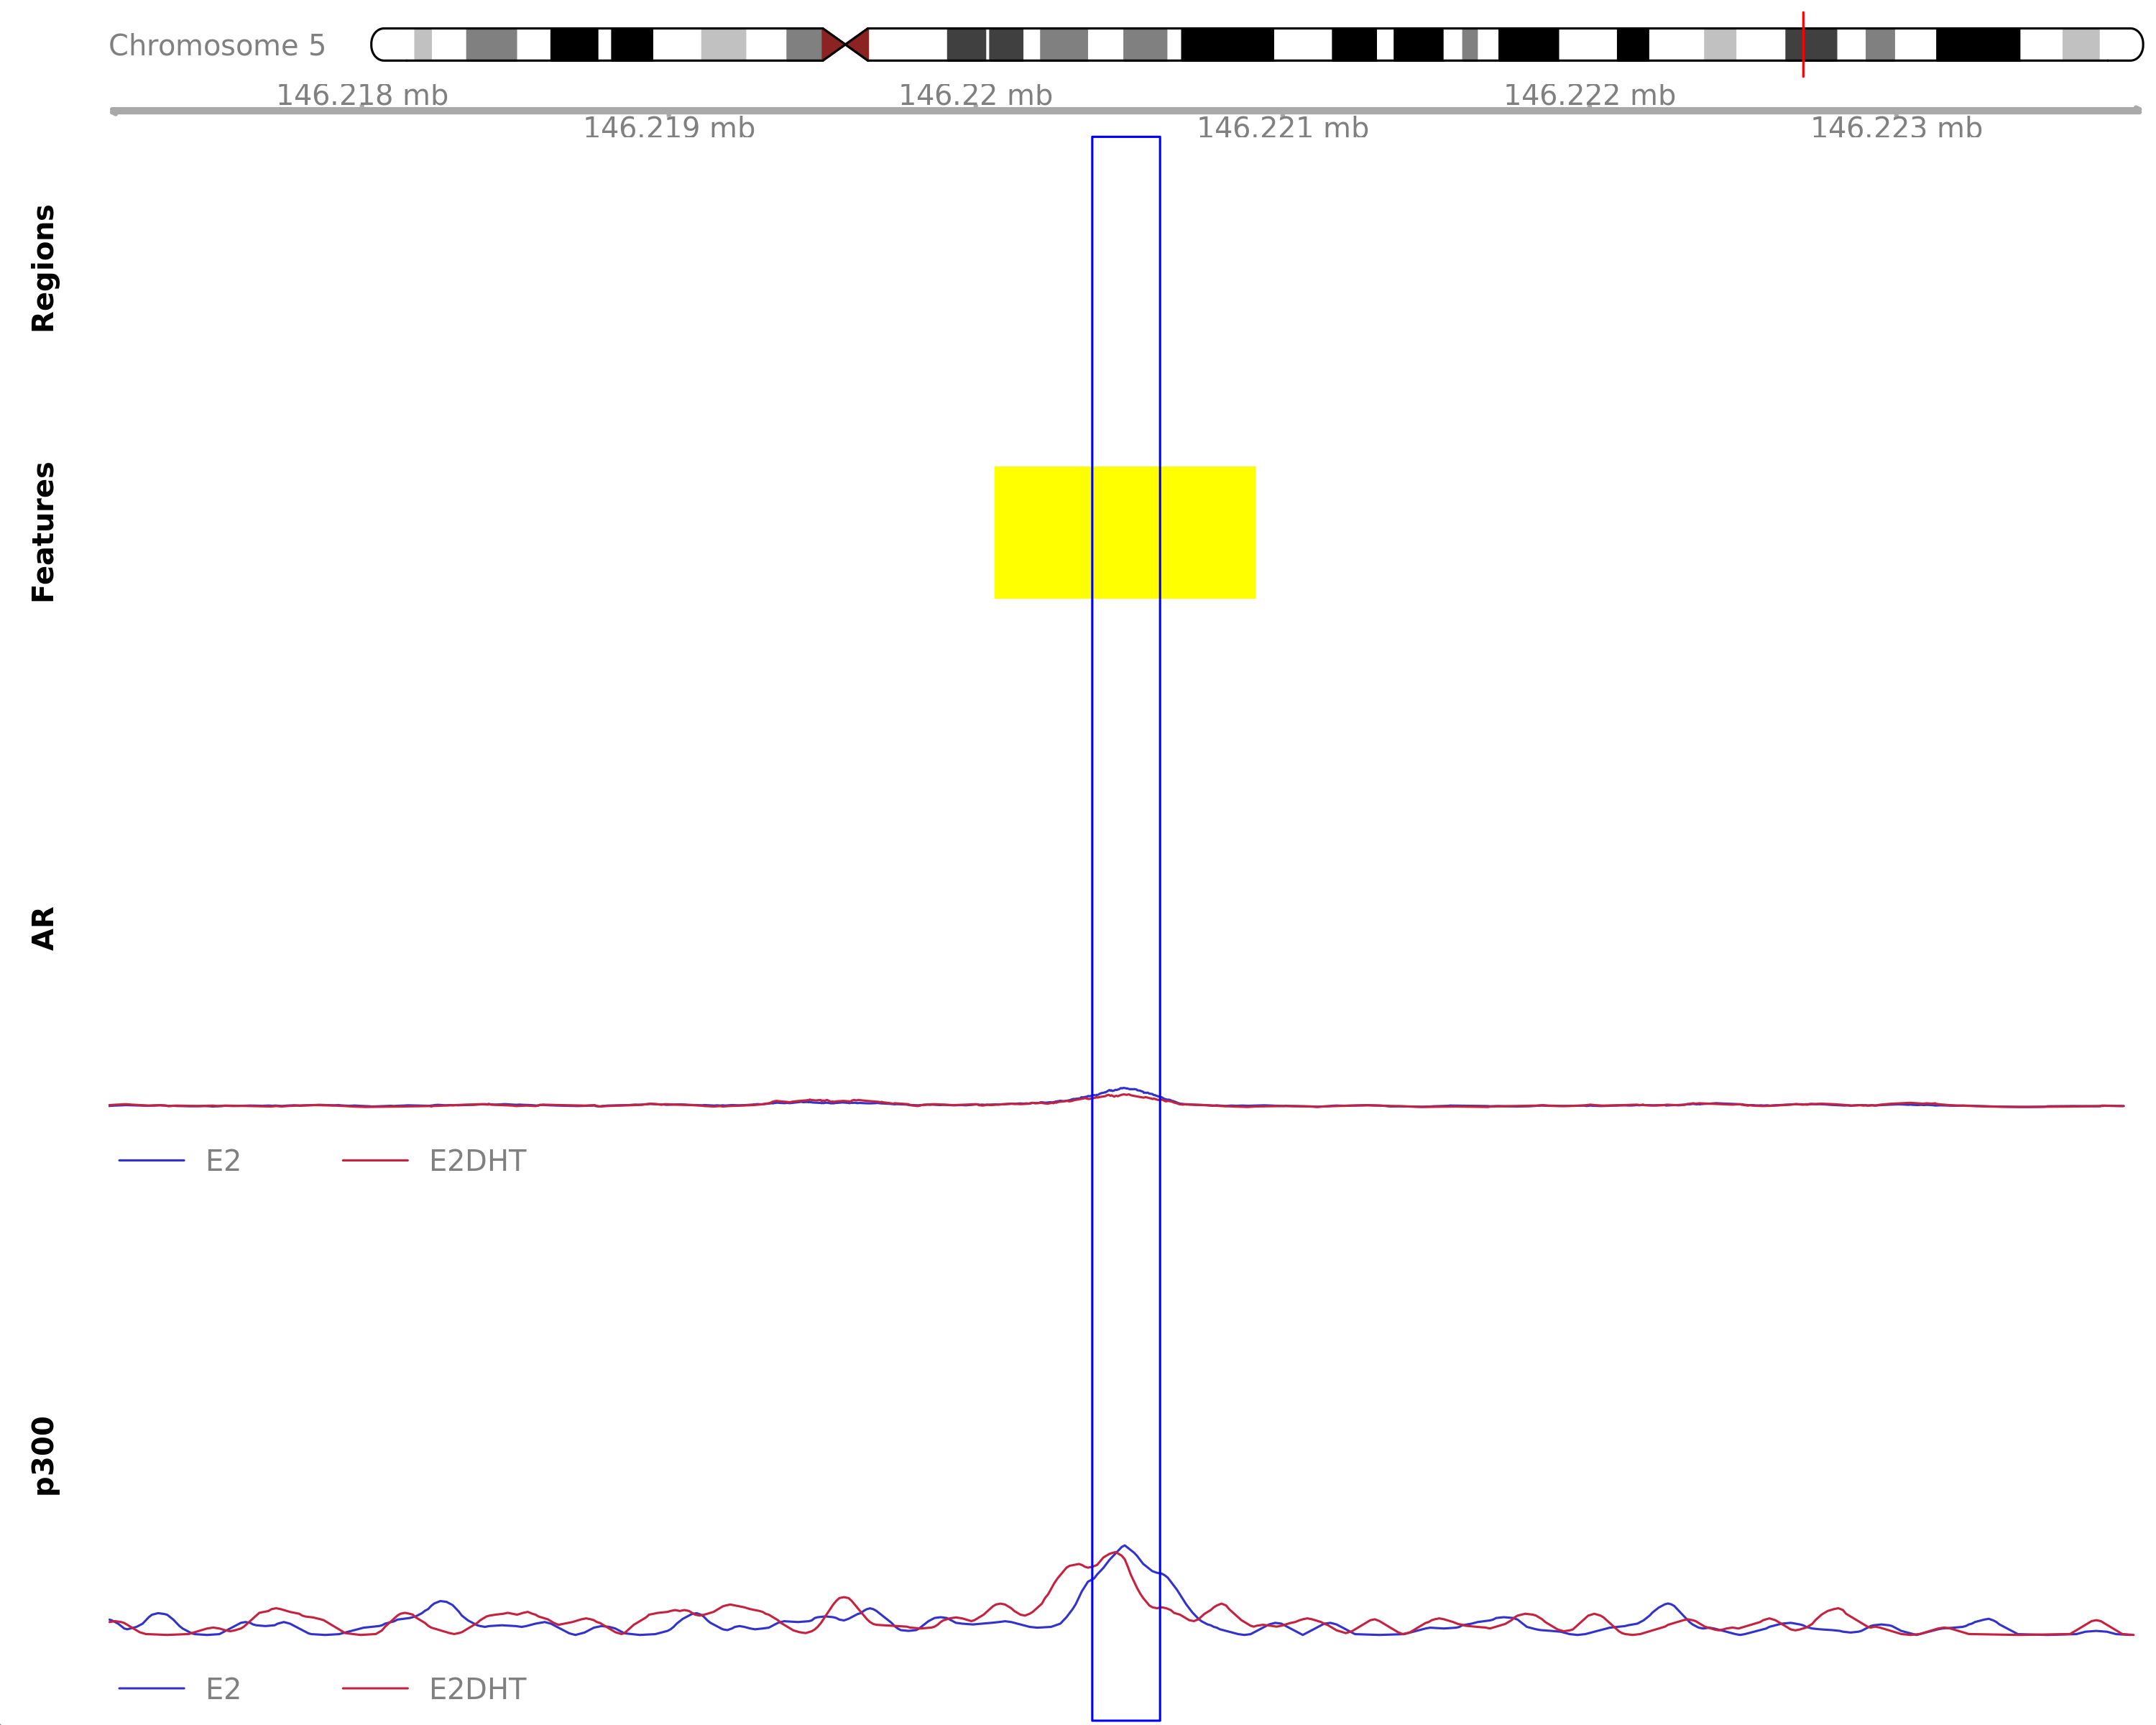 Chromosome 5
146.218 mb
146.22 mb
146.222 mb
146.219 mb
146.221 mb
146.223 mb
Regions
Features
AR
E2
E2DHT
p300
E2
E2DHT